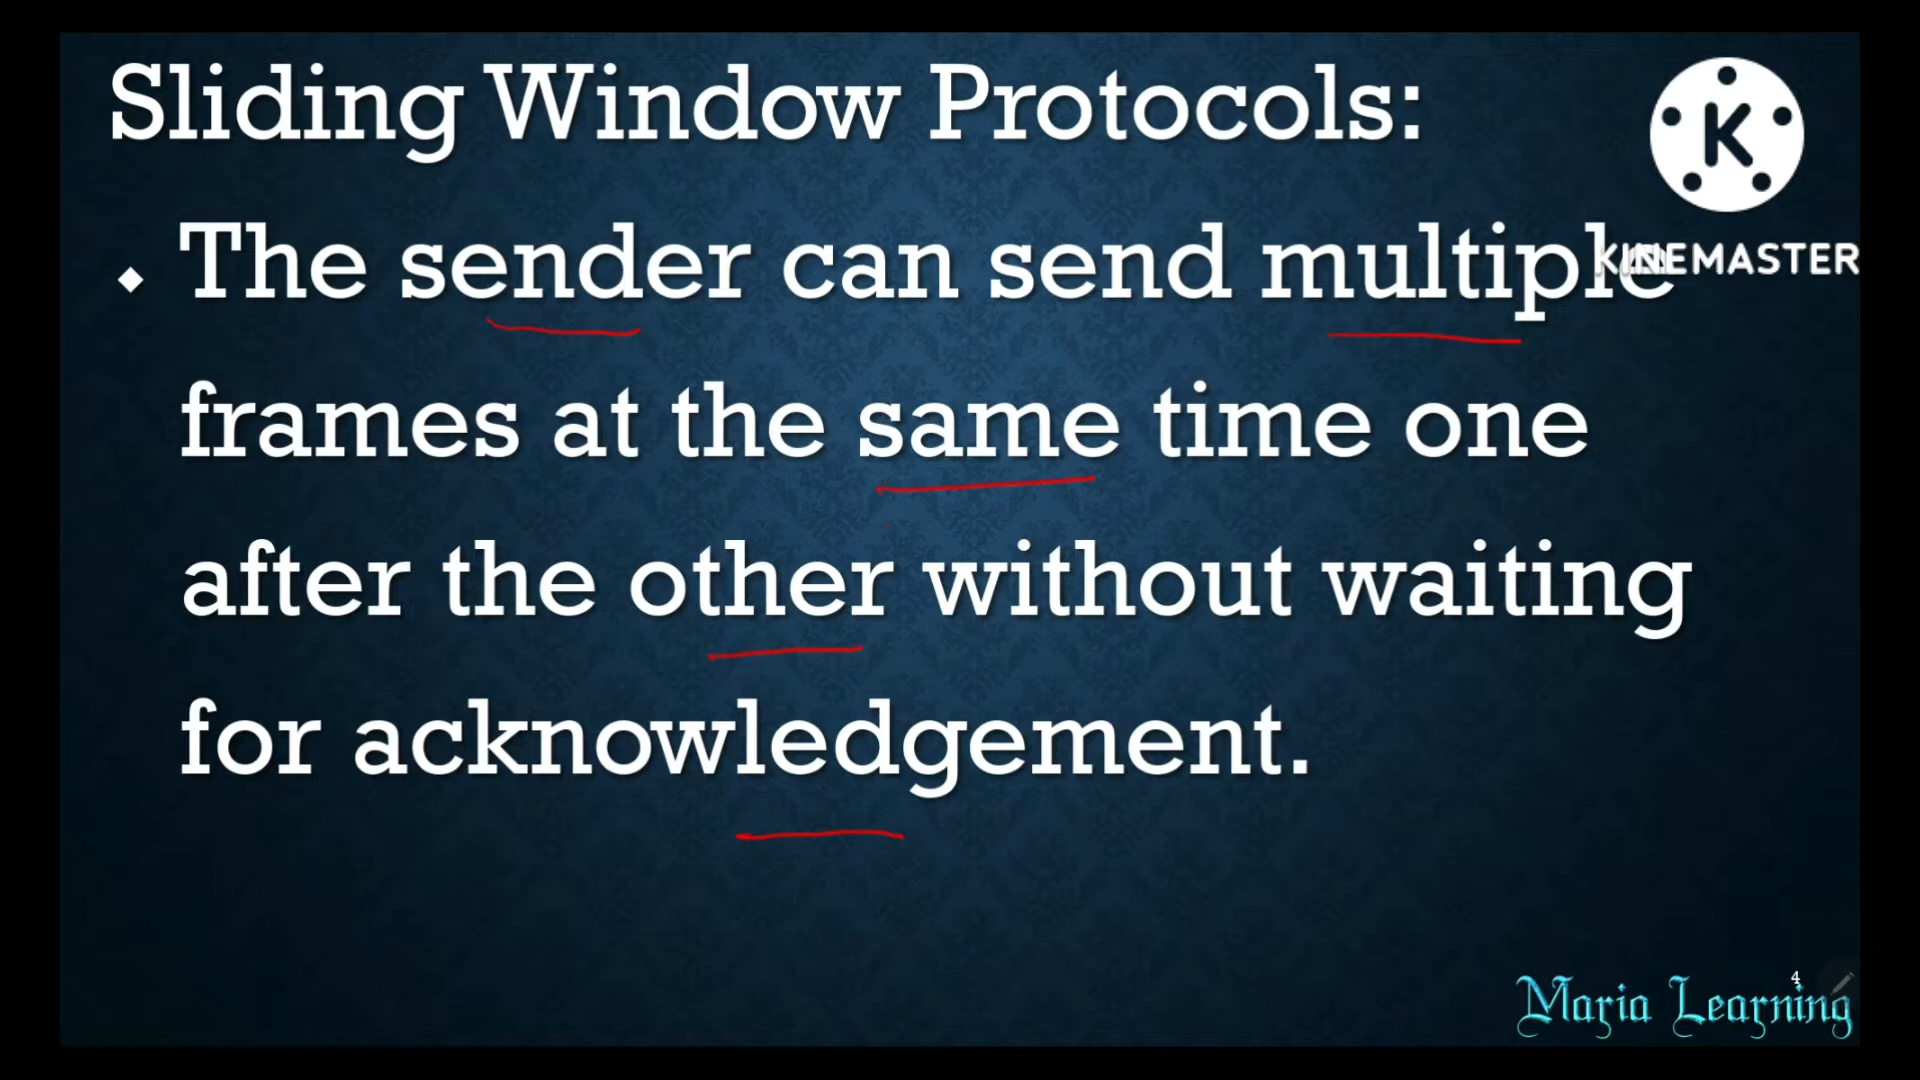 Sliding Window Protocols:
The sender can send multiple
KINEMASTER
frames at the same time one
after the other without waiting
for acknowledgement.
4
Maria Learning